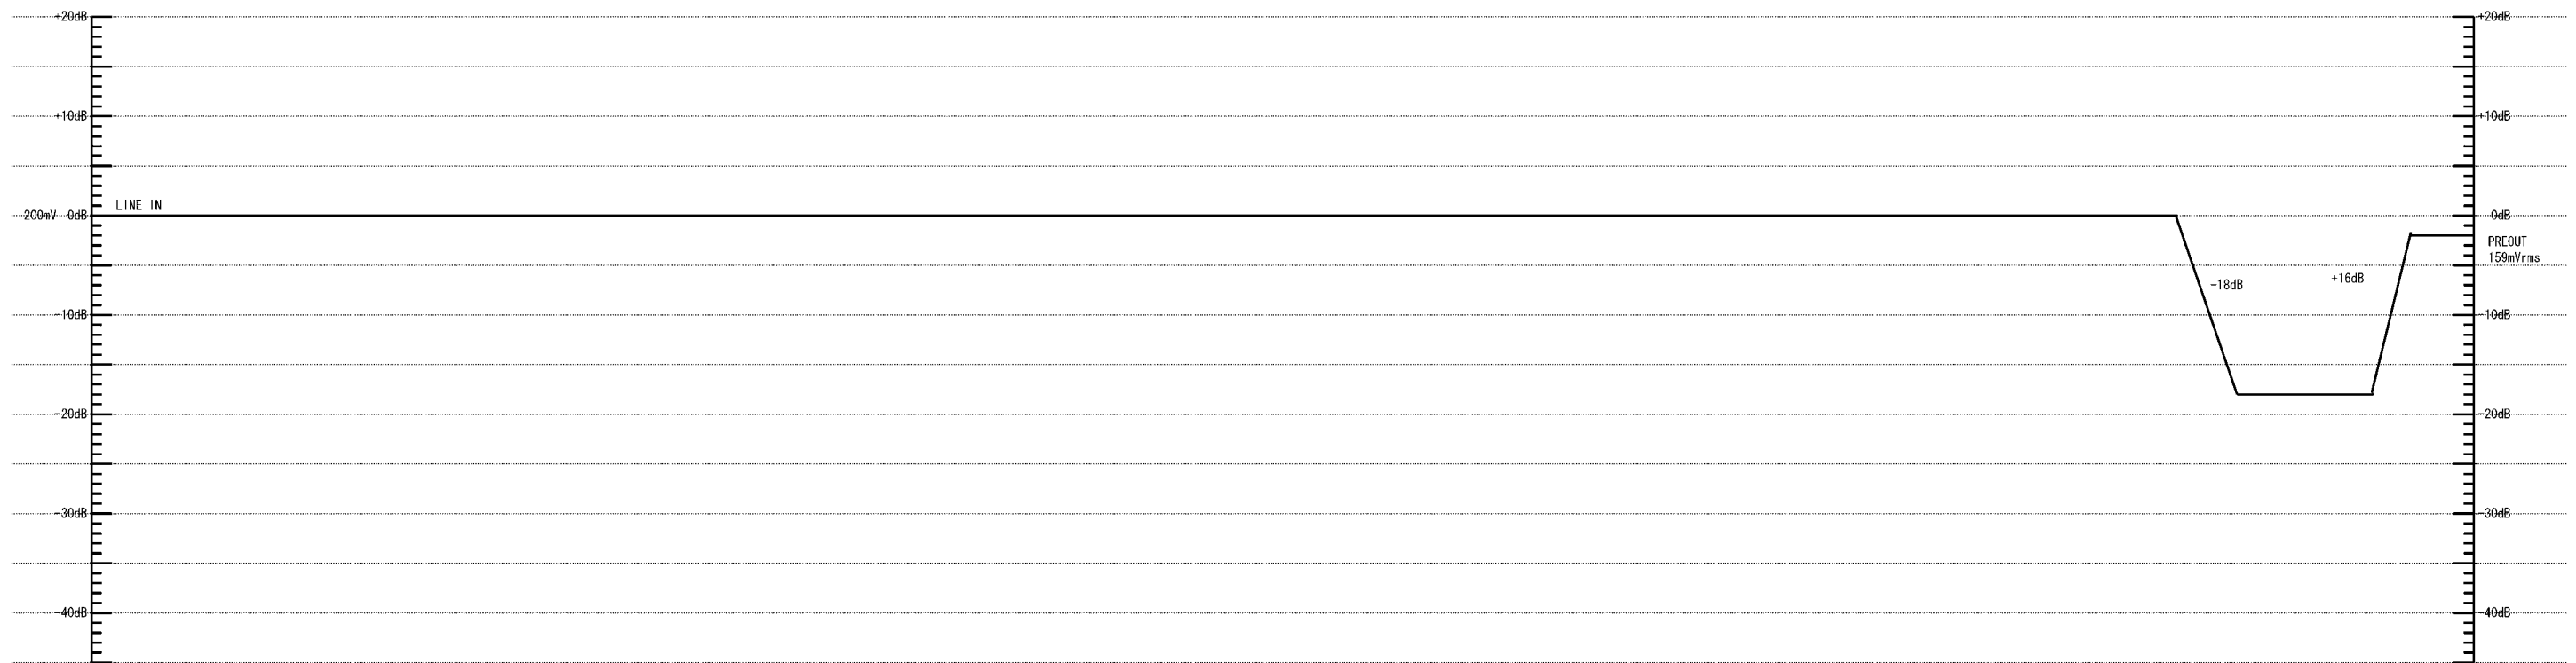 +20dB
+20dB
+10dB
+10dB
LINE IN
200mV 0dB
0dB
PREOUT
159mVrms
-18dB
+16dB
-10dB
-10dB
-20dB
-20dB
-30dB
-30dB
-40dB
-40dB